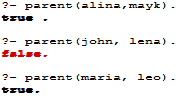 ?- parent(alina,mayk).
true .
?- parent(john, lena).
false.
?- parent(maria, leo).
true.